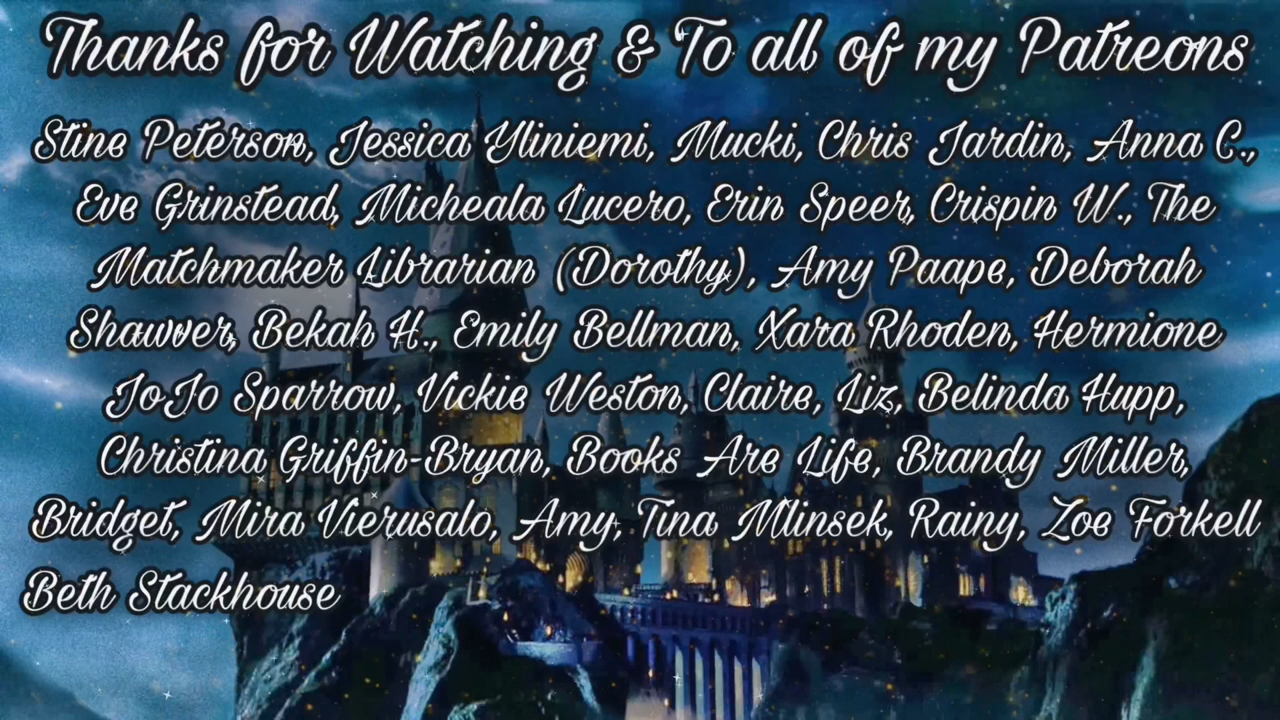 Thanks for Watching & To all of my Patreons
Stine Peterson, Jessica Yliniemi, Mucki, Chris Jardin, Anna C.,
Eve Grinstead, Micheala Lucero, Erin Speer, Crispin W., The
Matchmaker Librarian (Dorothy), Amy Paape, Deborah
Shawver, Bekah H., Emily Bellman, Xara Rhoden, Hermione
JoJo Sparrow, Vickie Weston, Claire, Liz, Belinda Hupp,
Christina Griffin-Bryan, Books Are Life, Brandy Miller,
Bridget, Mira Vierusalo, Amy, Tina Mlinsek, Rainy, Zoe Forkell
Beth Stackhouse